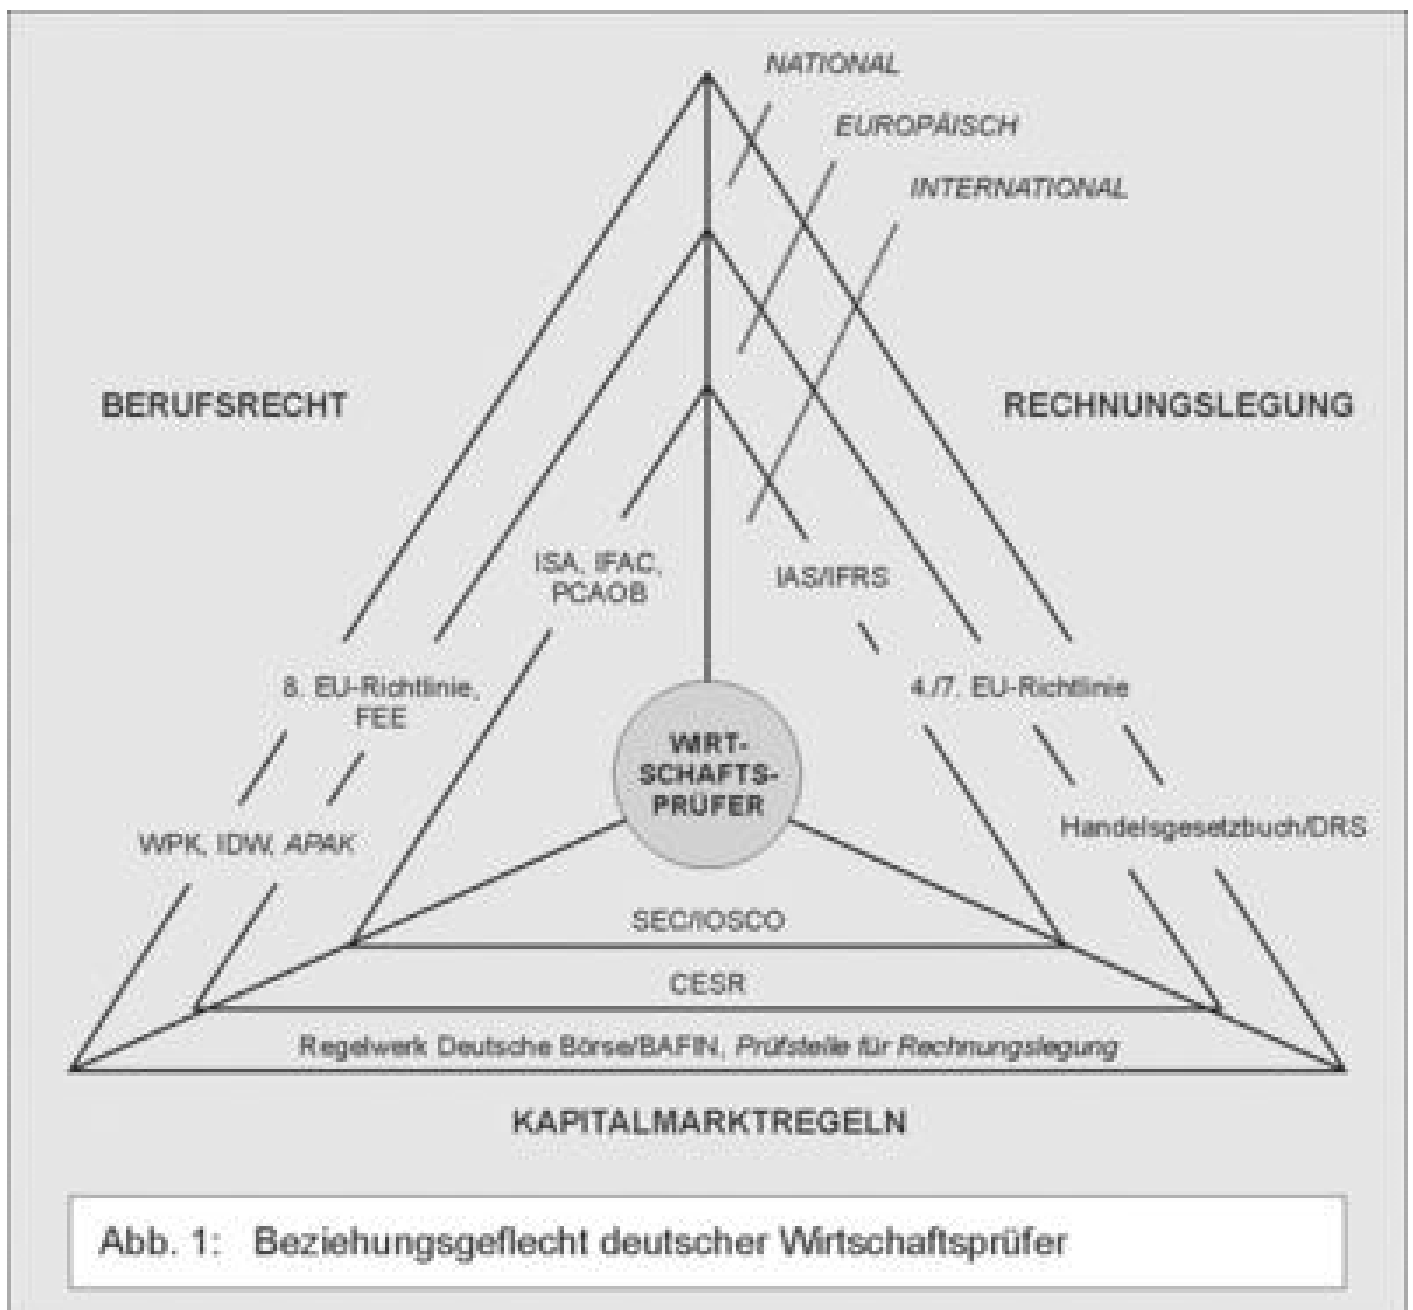 NATIONAL
EUROPÄISCH
INTERNATIONAL
BERUFSRECHT
RECHNUNGSLEGUNG
ISA, IFAC,
PCAOB
IAS/IFRS
8. EU-Richtlinie,
FEE
4./7. EU-Richtlinie
WIRT-
SCHAFTS-
PRÜFER
WPK, IDW, APAK
Handelsgesetzbuch/DRS
SEC/IOSCO
CESR
Regelwerk Deutsche Börse/BAFIN, Prüfstelle für Rechnungslegung
KAPITALMARKTREGELN
Abb. 1: Beziehungsgeflecht deutscher Wirtschaftsprüfer